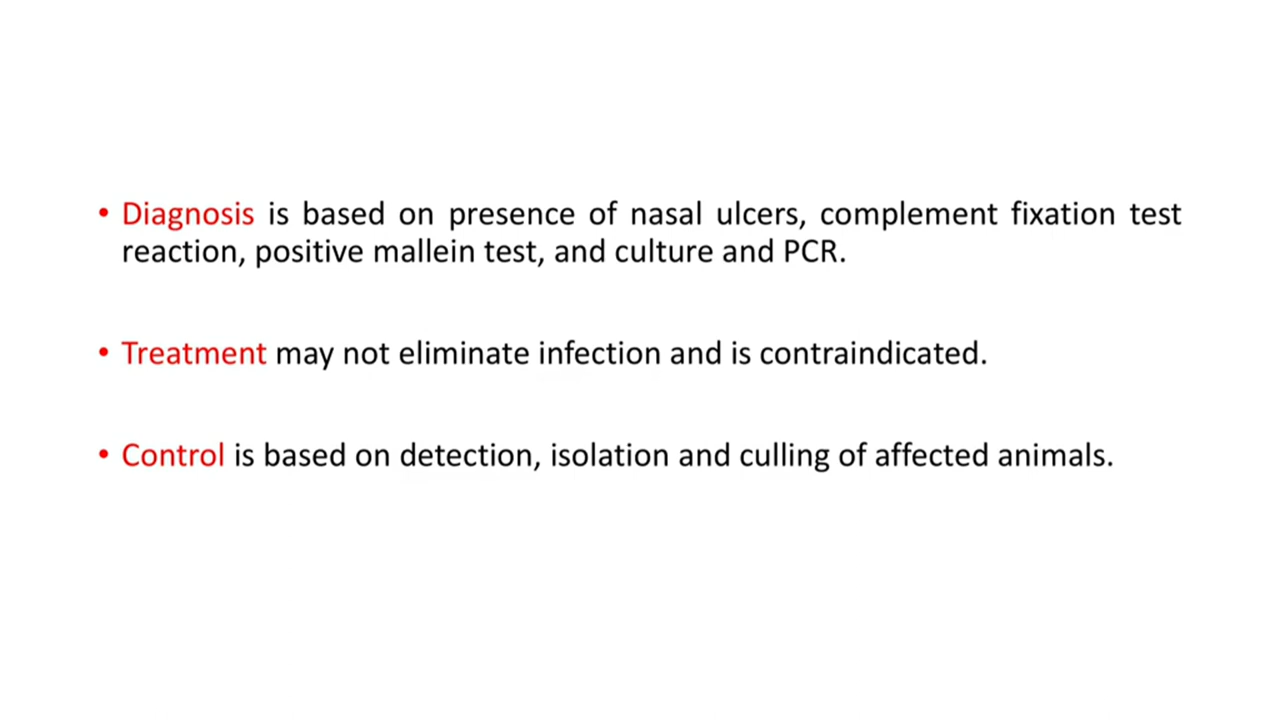 • Diagnosis is based on presence of nasal ulcers, complement fixation test
reaction, positive mallein test, and culture and PCR.
• Treatment may not eliminate infection and is contraindicated.
• Control is based on detection, isolation and culling of affected animals.